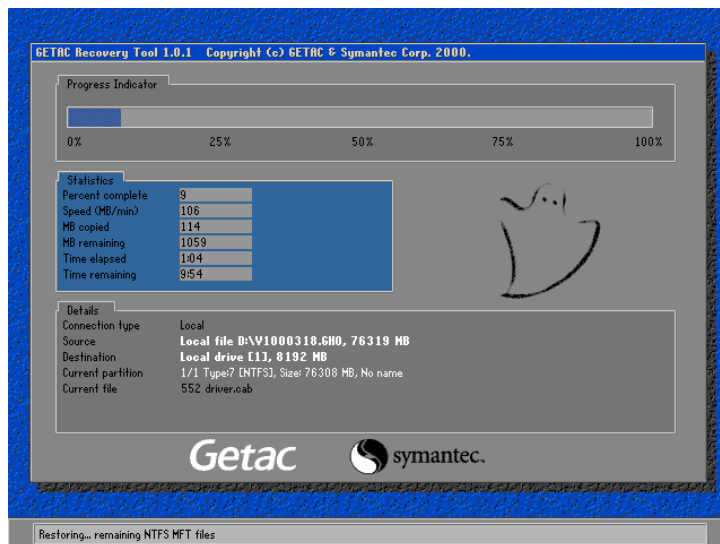 GETAC Recovery Tool 1.0.1 Copyright (c) GETAC & Symantec Corp. 2000.
Progress Indicator
0% 25% 50% 75% 100%
Statistics
Percent complete 9
Speed (MB/min) 106
MB copied 114
MB remaining 1059
Time elapsed 1:04
Time remaining 9:54
Details
Connection type Local
Source Local file D:\V1000318.GHO, 76319 MB
Destination Local drive [1], 8192 MB
Current partition 1/1 Type:7 [NTFS], Size: 76308 MB, No name
Current file 552 driver.cab
Getac symantec.
Restoring... remaining NTFS MFT files